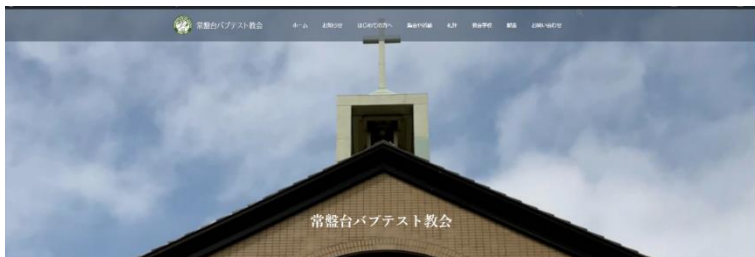 常盤台バプテスト教会
ホーム お知らせ はじめての方へ 集会や活動 礼拝 教会学校 献金 お問い合わせ
常盤台バプテスト教会